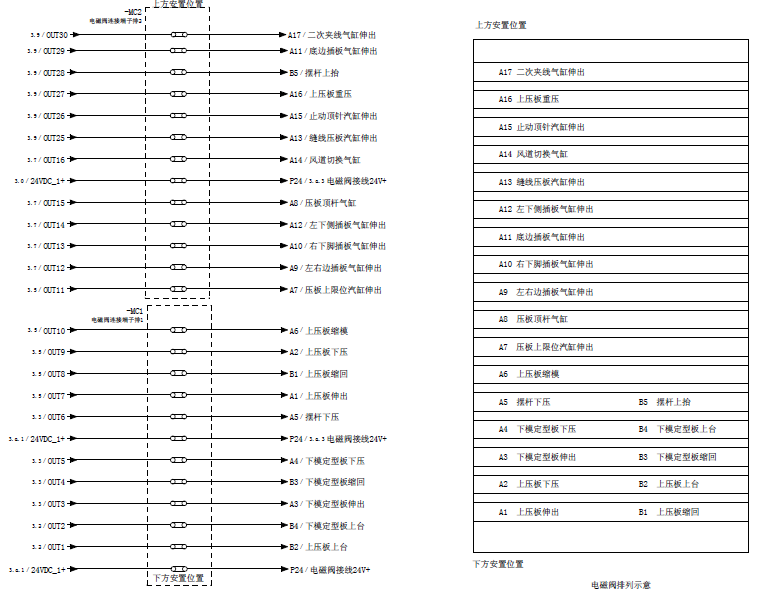 上方安置位置
-MC2
电磁阀连接端子排2
3.9/OUT30 A17/二次夹线气缸伸出
3.9/OUT29 A11/底边插板气缸伸出
3.9/OUT28 B5/摆杆上抬
3.9/OUT27 A16/上压板重压
3.9/OUT26 A15/止动顶针汽缸伸出
3.9/OUT25 A13/缝线压板汽缸伸出
3.7/OUT16 A14/风道切换气缸
3.0/24VDC_1+ P24/3.a.3 电磁阀接线24V+
3.7/OUT15 A8/压板顶杆气缸
3.7/OUT14 A12/左下侧插板气缸伸出
3.7/OUT13 A10/右下脚插板气缸伸出
3.7/OUT12 A9/左右边插板气缸伸出
3.5/OUT11 A7/压板上限位汽缸伸出
-MC1
电磁阀连接端子排1
3.5/OUT10 A6/上压板缩模
3.5/OUT9 A2/上压板下压
3.5/OUT8 B1/上压板缩回
3.5/OUT7 A1/上压板伸出
3.3/OUT6 A5/摆杆下压
3.a.1/24VDC_1+ P24/3.a.3 电磁阀接线24V+
3.3/OUT5 A4/下模定型板下压
3.3/OUT4 B3/下模定型板缩回
3.3/OUT3 A3/下模定型板伸出
3.2/OUT2 B4/下模定型板上台
3.2/OUT1 B2/上压板上台
3.a.1/24VDC_1+ P24/电磁阀接线24V+
下方安置位置
上方安置位置
A17 二次夹线气缸伸出
A16 上压板重压
A15 止动顶针汽缸伸出
A14 风道切换气缸
A13 缝线压板汽缸伸出
A12 左下侧插板气缸伸出
A11 底边插板气缸伸出
A10 右下脚插板气缸伸出
A9 左右边插板气缸伸出
A8 压板顶杆气缸
A7 压板上限位汽缸伸出
A6 上压板缩模
A5 摆杆下压 B5 摆杆上抬
A4 下模定型板下压 B4 下模定型板上台
A3 下模定型板伸出 B3 下模定型板缩回
A2 上压板下压 B2 上压板上台
A1 上压板伸出 B1 上压板缩回
下方安置位置
电磁阀排列示意